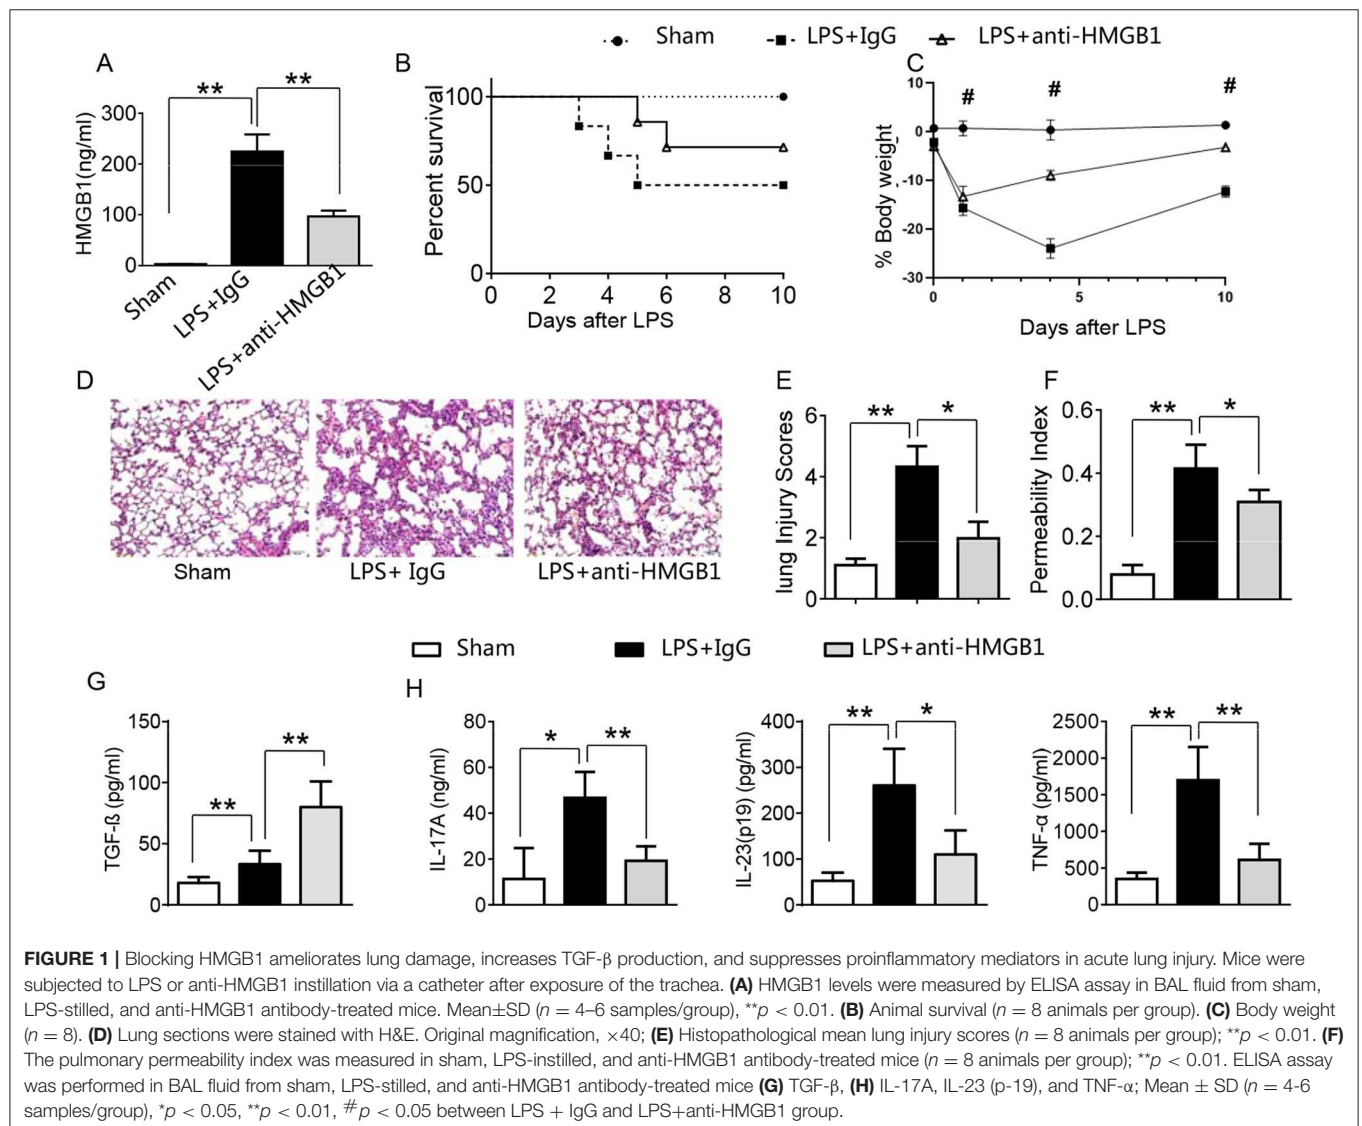 Sham LPS+IgG LPS+anti-HMGB1
A
B
C
** **
HMGB1(ng/ml)
300
200
100
0
Sham
LPS+IgG
LPS+anti-HMGB1
Percent survival
100
50
0
0 2 4 6 8 10
Days after LPS
# # #
% Body weight
10
0
-10
-20
-30
0 5 10
Days after LPS
D
Sham LPS+ IgG LPS+anti-HMGB1
E
** *
lung Injury Scores
6
4
2
0
F
** *
Permeability Index
0.6
0.4
0.2
0.0
Sham LPS+IgG LPS+anti-HMGB1
G
** **
TGF-ß (pg/ml)
150
100
50
0
H
* **
IL-17A (ng/ml)
80
60
40
20
0
** *
IL-23(p19) (pg/ml)
400
300
200
100
0
** **
TNF-α (pg/ml)
2500
2000
1500
1000
500
0
FIGURE 1 | Blocking HMGB1 ameliorates lung damage, increases TGF-β production, and suppresses proinflammatory mediators in acute lung injury. Mice were
subjected to LPS or anti-HMGB1 instillation via a catheter after exposure of the trachea. (A) HMGB1 levels were measured by ELISA assay in BAL fluid from sham,
LPS-stilled, and anti-HMGB1 antibody-treated mice. Mean±SD (n = 4–6 samples/group), **p < 0.01. (B) Animal survival (n = 8 animals per group). (C) Body weight
(n = 8). (D) Lung sections were stained with H&E. Original magnification, ×40; (E) Histopathological mean lung injury scores (n = 8 animals per group); **p < 0.01. (F)
The pulmonary permeability index was measured in sham, LPS-instilled, and anti-HMGB1 antibody-treated mice (n = 8 animals per group); **p < 0.01. ELISA assay
was performed in BAL fluid from sham, LPS-stilled, and anti-HMGB1 antibody-treated mice (G) TGF-β, (H) IL-17A, IL-23 (p-19), and TNF-α; Mean ± SD (n = 4-6
samples/group), *p < 0.05, **p < 0.01, #p < 0.05 between LPS + IgG and LPS+anti-HMGB1 group.